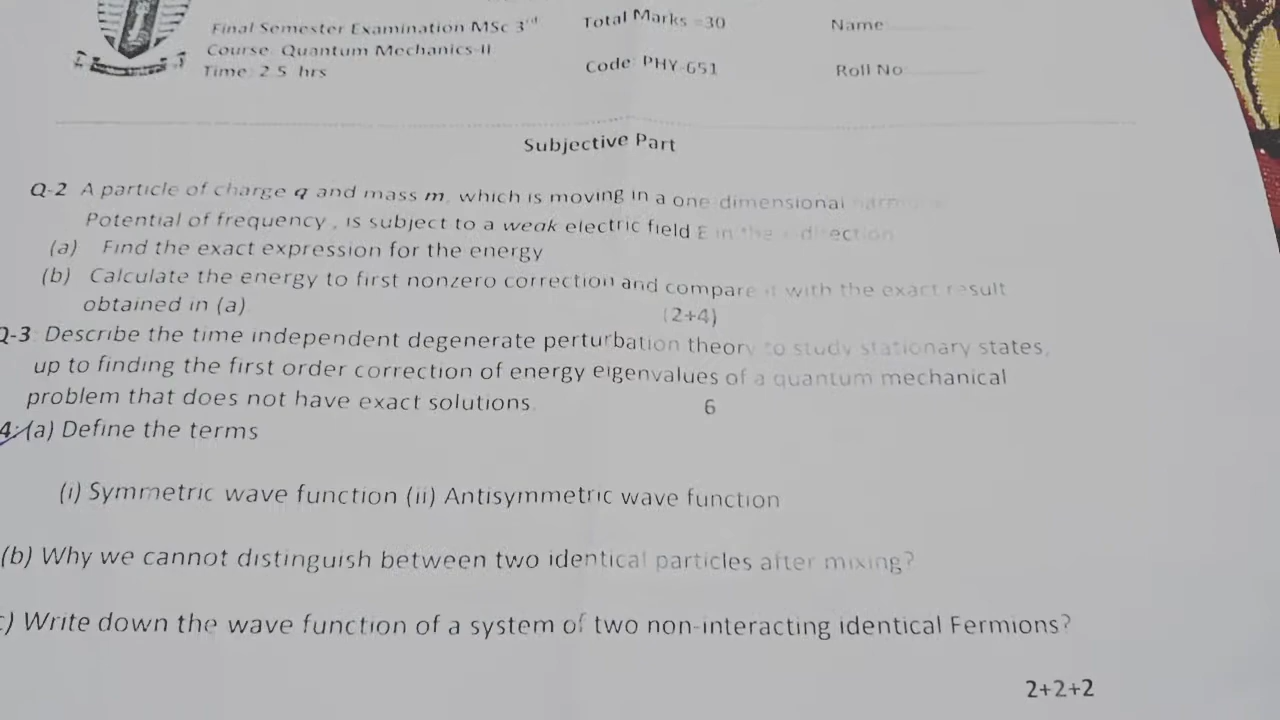 Final Semester Examination MSc 3rd
Total Marks =30
Name
Course: Quantum Mechanics-II
Time: 2.5 hrs
Code: PHY-651
Roll No
Subjective Part
Q-2 A particle of charge q and mass m, which is moving in a one dimensional
Potential of frequency , is subject to a weak electric field E in the x direction
(a) Find the exact expression for the energy
(b) Calculate the energy to first nonzero correction and compare it with the exact result
obtained in (a) (2+4)
Q-3: Describe the time independent degenerate perturbation theory to study stationary states,
up to finding the first order correction of energy eigenvalues of a quantum mechanical
problem that does not have exact solutions. 6
4:(a) Define the terms
(i) Symmetric wave function (ii) Antisymmetric wave function
(b) Why we cannot distinguish between two identical particles after mixing?
) Write down the wave function of a system of two non-interacting identical Fermions?
2+2+2